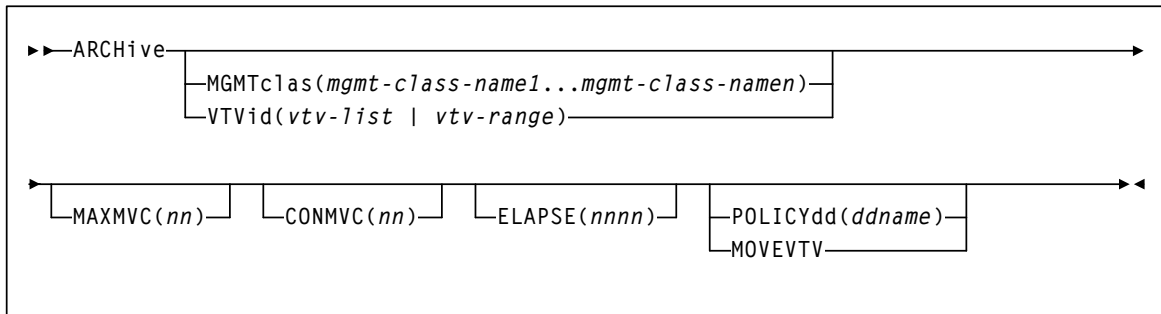 ARCHive
MGMTclas(mgmt-class-name1...mgmt-class-namen)
VTVid(vtv-list | vtv-range)
MAXMVC(nn) CONMVC(nn) ELAPSE(nnnn) POLICYdd(ddname)
MOVEVTV